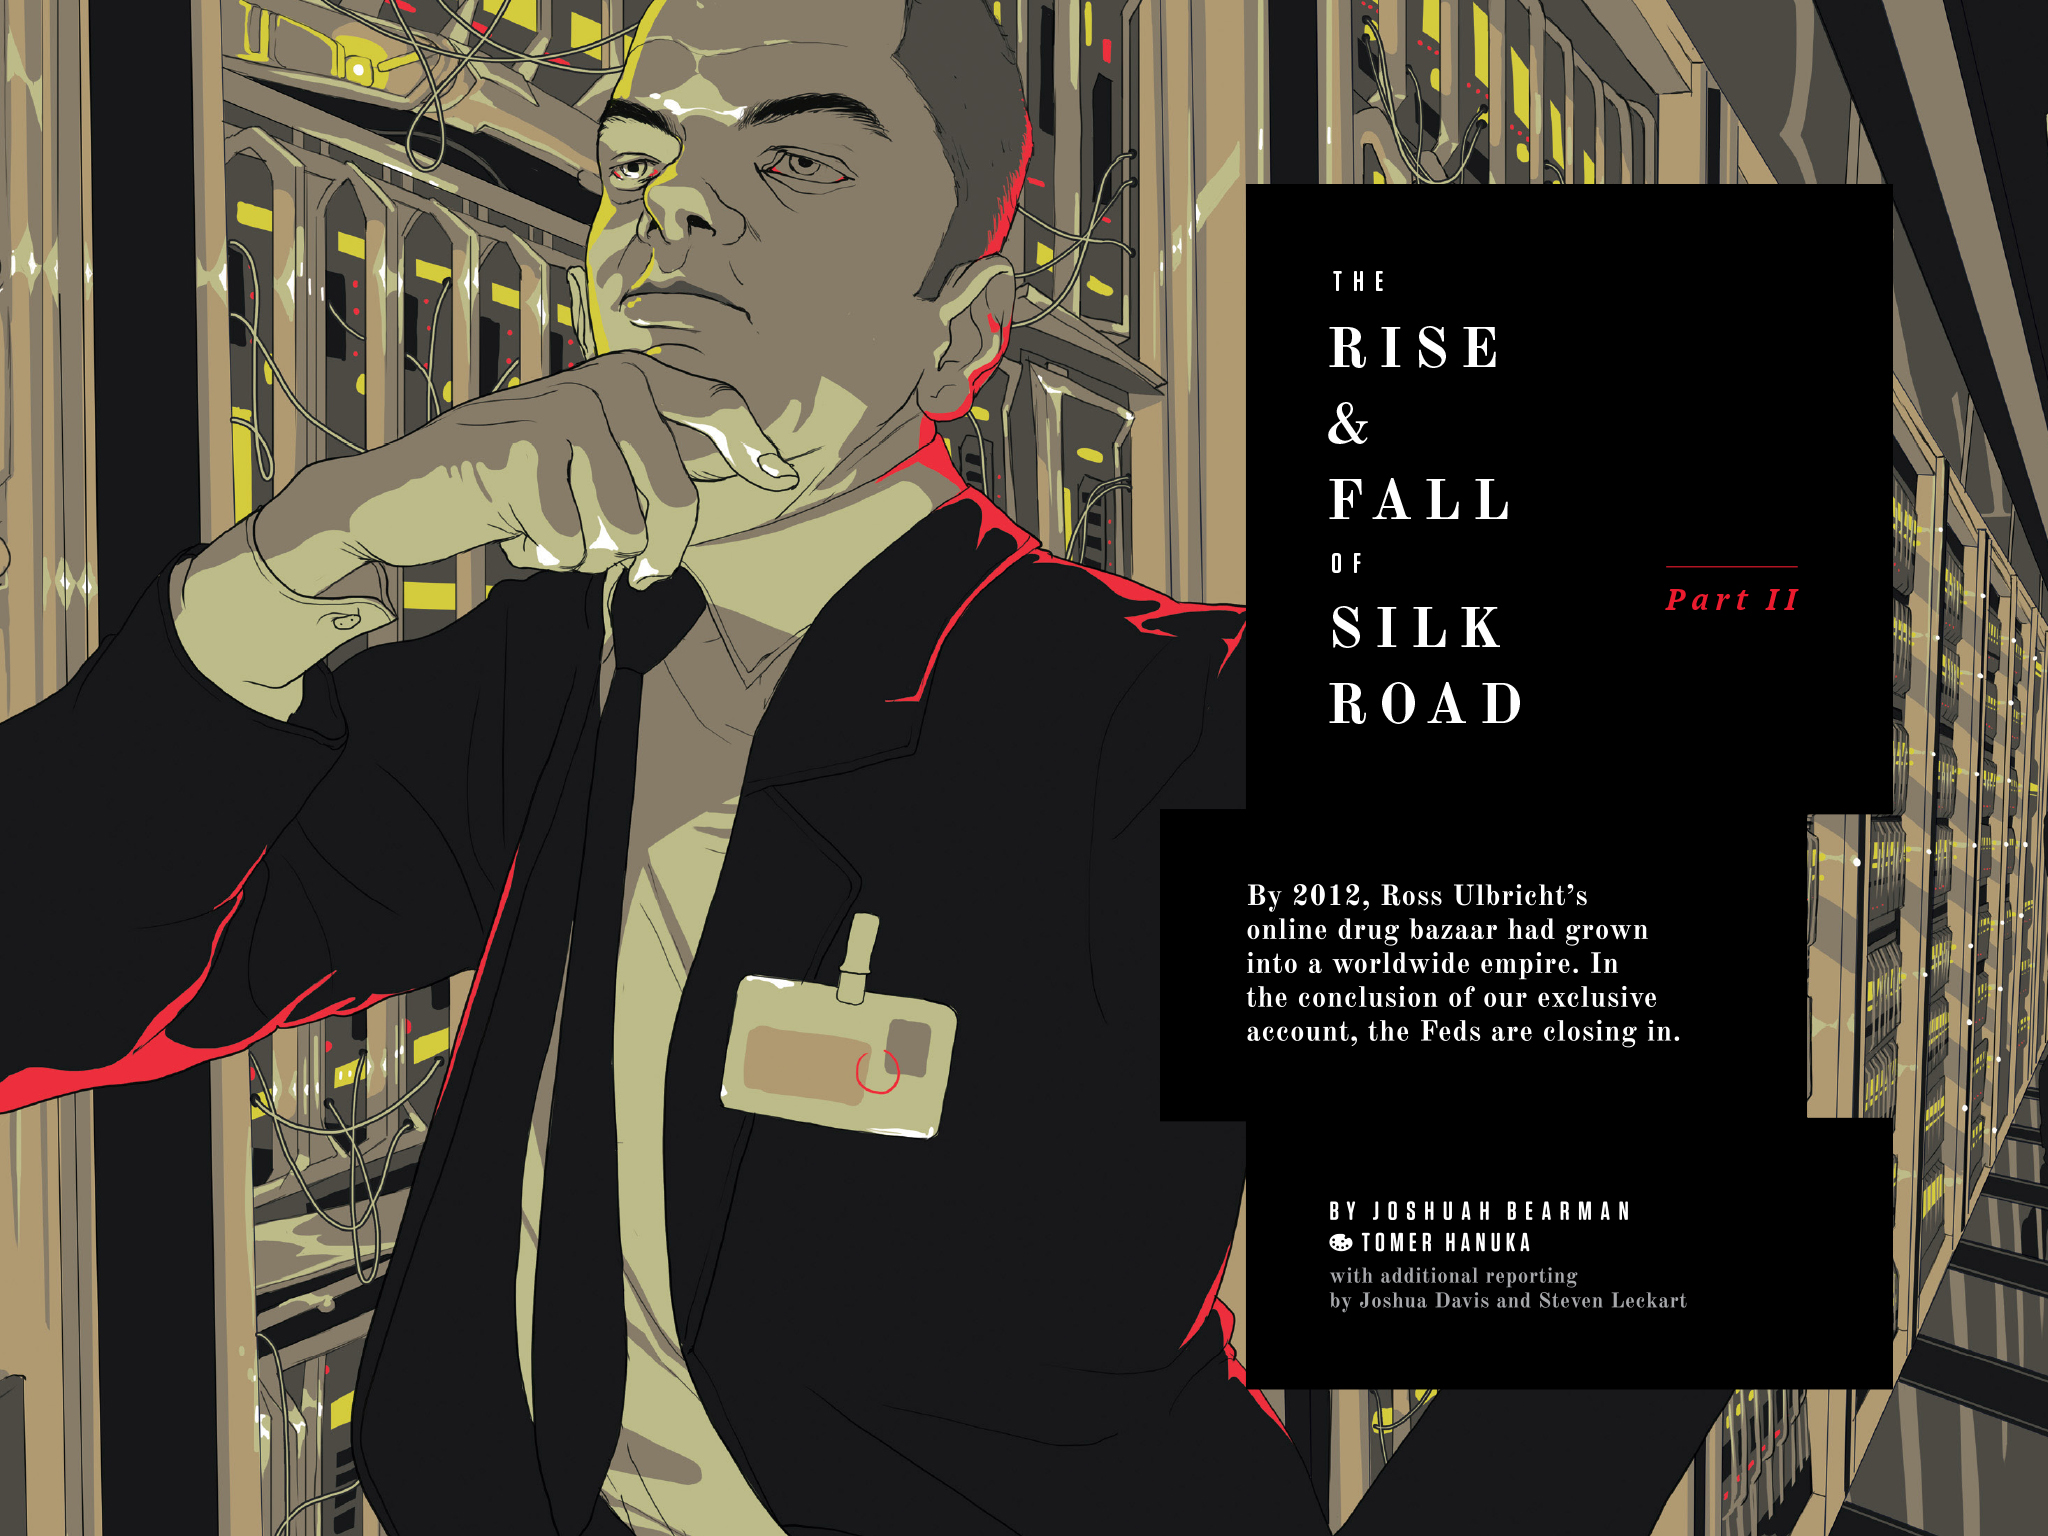 THE
RISE
&
FALL
OF
SILK
ROAD
Part II
By 2012, Ross Ulbricht’s
online drug bazaar had grown
into a worldwide empire. In
the conclusion of our exclusive
account, the Feds are closing in.
BY JOSHUAH BEARMAN
TOMER HANUKA
with additional reporting
by Joshua Davis and Steven Leckart